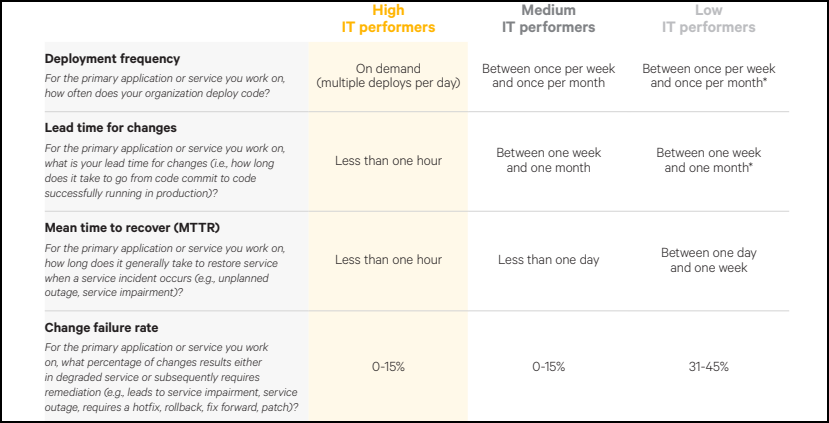 High
IT performers
Medium
IT performers
Low
IT performers
Deployment frequency
For the primary application or service you work on,
how often does your organization deploy code?
On demand
(multiple deploys per day)
Between once per week
and once per month
Between once per week
and once per month*
Lead time for changes
For the primary application or service you work on,
what is your lead time for changes (i.e., how long
does it take to go from code commit to code
successfully running in production)?
Less than one hour
Between one week
and one month
Between one week
and one month*
Mean time to recover (MTTR)
For the primary application or service you work on,
how long does it generally take to restore service
when a service incident occurs (e.g., unplanned
outage, service impairment)?
Less than one hour
Less than one day
Between one day
and one week
Change failure rate
For the primary application or service you work
on, what percentage of changes results either
in degraded service or subsequently requires
remediation (e.g., leads to service impairment, service
outage, requires a hotfix, rollback, fix forward, patch)?
0-15%
0-15%
31-45%